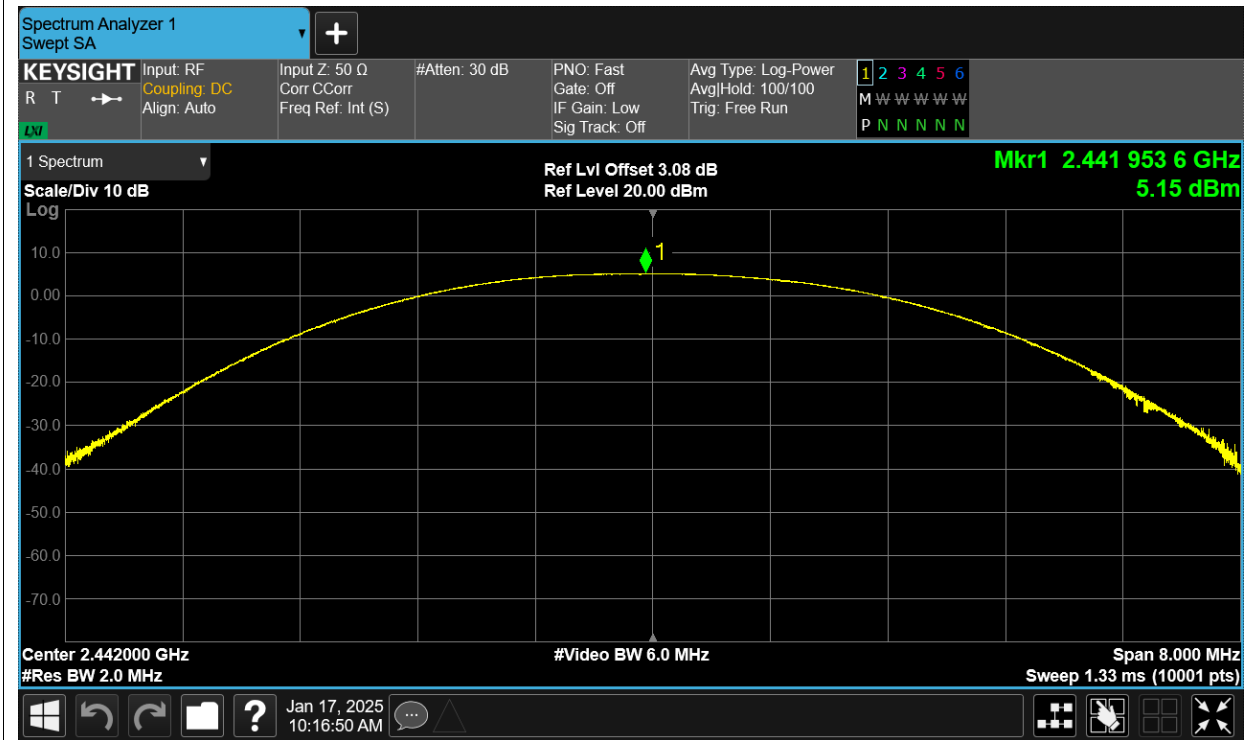 Spectrum Analyzer 1
Swept SA
KEYSIGHT
R T
LXI
Input: RF
Coupling: DC
Align: Auto
Input Z: 50 Ω
Corr CCorr
Freq Ref: Int (S)
#Atten: 30 dB
PNO: Fast
Gate: Off
IF Gain: Low
Sig Track: Off
Avg Type: Log-Power
Avg|Hold: 100/100
Trig: Free Run
1 2 3 4 5 6
M W W W W W
P N N N N N
1 Spectrum
Scale/Div 10 dB
Ref Lvl Offset 3.08 dB
Ref Level 20.00 dBm
Mkr1 2.441 953 6 GHz
5.15 dBm
Log
1
10.0
0.00
-10.0
-20.0
-30.0
-40.0
-50.0
-60.0
-70.0
Center 2.442000 GHz
#Video BW 6.0 MHz
Span 8.000 MHz
#Res BW 2.0 MHz
Sweep 1.33 ms (10001 pts)
?
Jan 17, 2025
10:16:50 AM